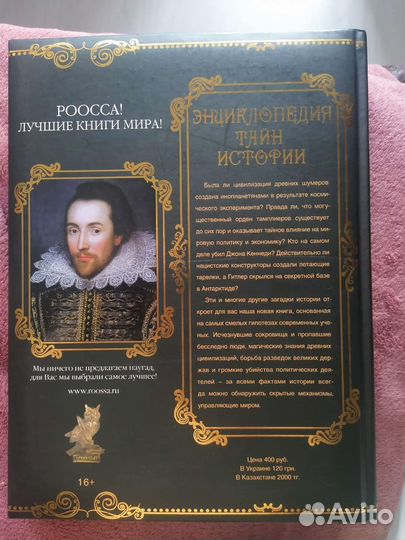 РООССА!
ЛУЧШИЕ КНИГИ МИРА!
Мы ничего не предлагаем наугад,
для Вас мы выбрали самое лучшее!
www.roossa.ru
16+
ЭНЦИКЛОПЕДИЯ
ТАЙН
ИСТОРИИ
Была ли цивилизация древних шумеров
создана инопланетянами в результате косми-
ческого эксперимента? Правда ли, что могу-
щественный орден тамплиеров существует
до сих пор и оказывает тайное влияние на ми-
ровую политику и экономику? Кто на самом
деле убил Джона Кеннеди? Действительно ли
нацистские конструкторы создали летающие
тарелки, а Гитлер скрылся на секретной базе
в Антарктиде?
Эти и многие другие загадки истории от-
кроет для вас наша новая книга, основанная
на самых смелых гипотезах современных уче-
ных. Исчезнувшие сокровища и пропавшие
бесследно люди, магические знания древних
цивилизаций, борьба разведок великих дер-
жав и громкие убийства политических дея-
телей – за всеми фактами истории всег-
да можно обнаружить скрытые механизмы,
управляющие миром.
Цена 400 руб.
В Украине 120 грн.
В Казахстане 2000 тг.
Avito